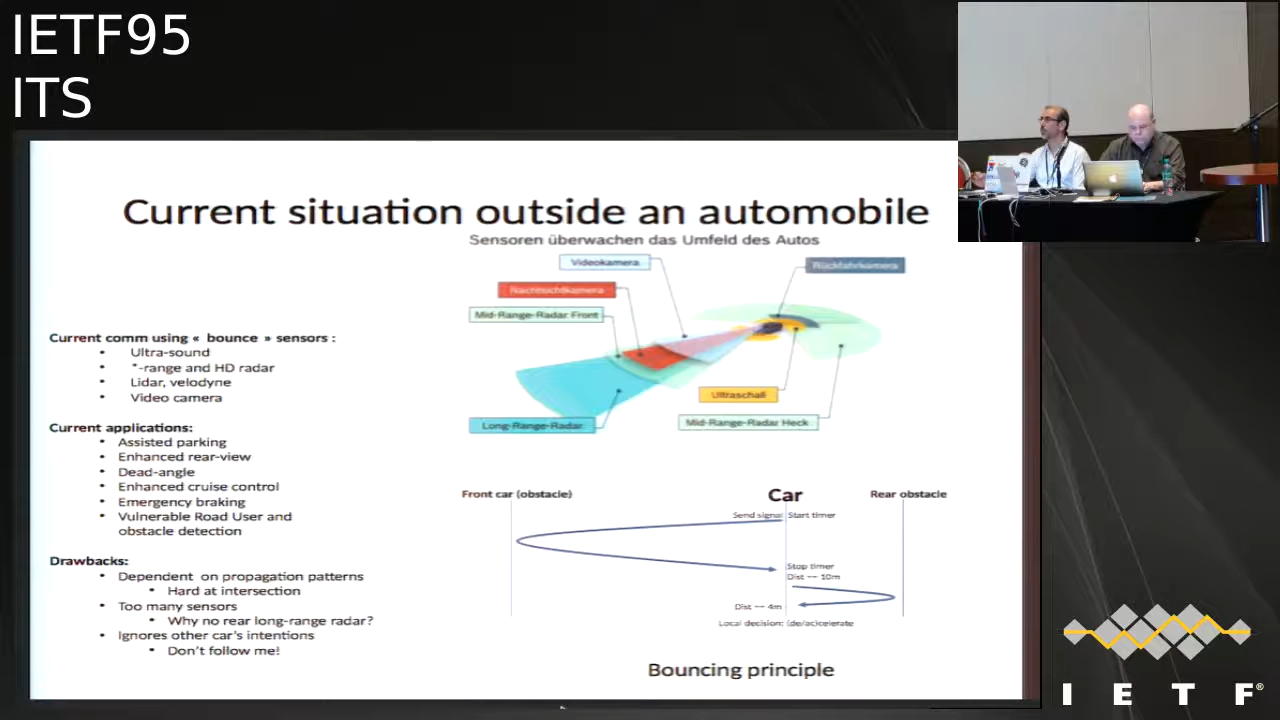 IETF95
ITS
Current situation outside an automobile
Sensoren überwachen das Umfeld des Autos
Videokamera
Rückfahrkamera
Nachtsichtkamera
Mid-Range-Radar Front
Ultraschall
Long-Range-Radar
Mid-Range-Radar Heck
Current comm using « bounce » sensors :
• Ultra-sound
• *-range and HD radar
• Lidar, velodyne
• Video camera
Current applications:
• Assisted parking
• Enhanced rear-view
• Dead-angle
• Enhanced cruise control
• Emergency braking
• Vulnerable Road User and
obstacle detection
Drawbacks:
• Dependent on propagation patterns
• Hard at intersection
• Too many sensors
• Why no rear long-range radar?
• Ignores other car's intentions
• Don't follow me!
Front car (obstacle)
Car
Rear obstacle
Send signal
Start timer
Stop timer
Dist ~~ 10m
Dist ~~ 4m
Local decision: (de/ac)celerate
Bouncing principle
I E T F®